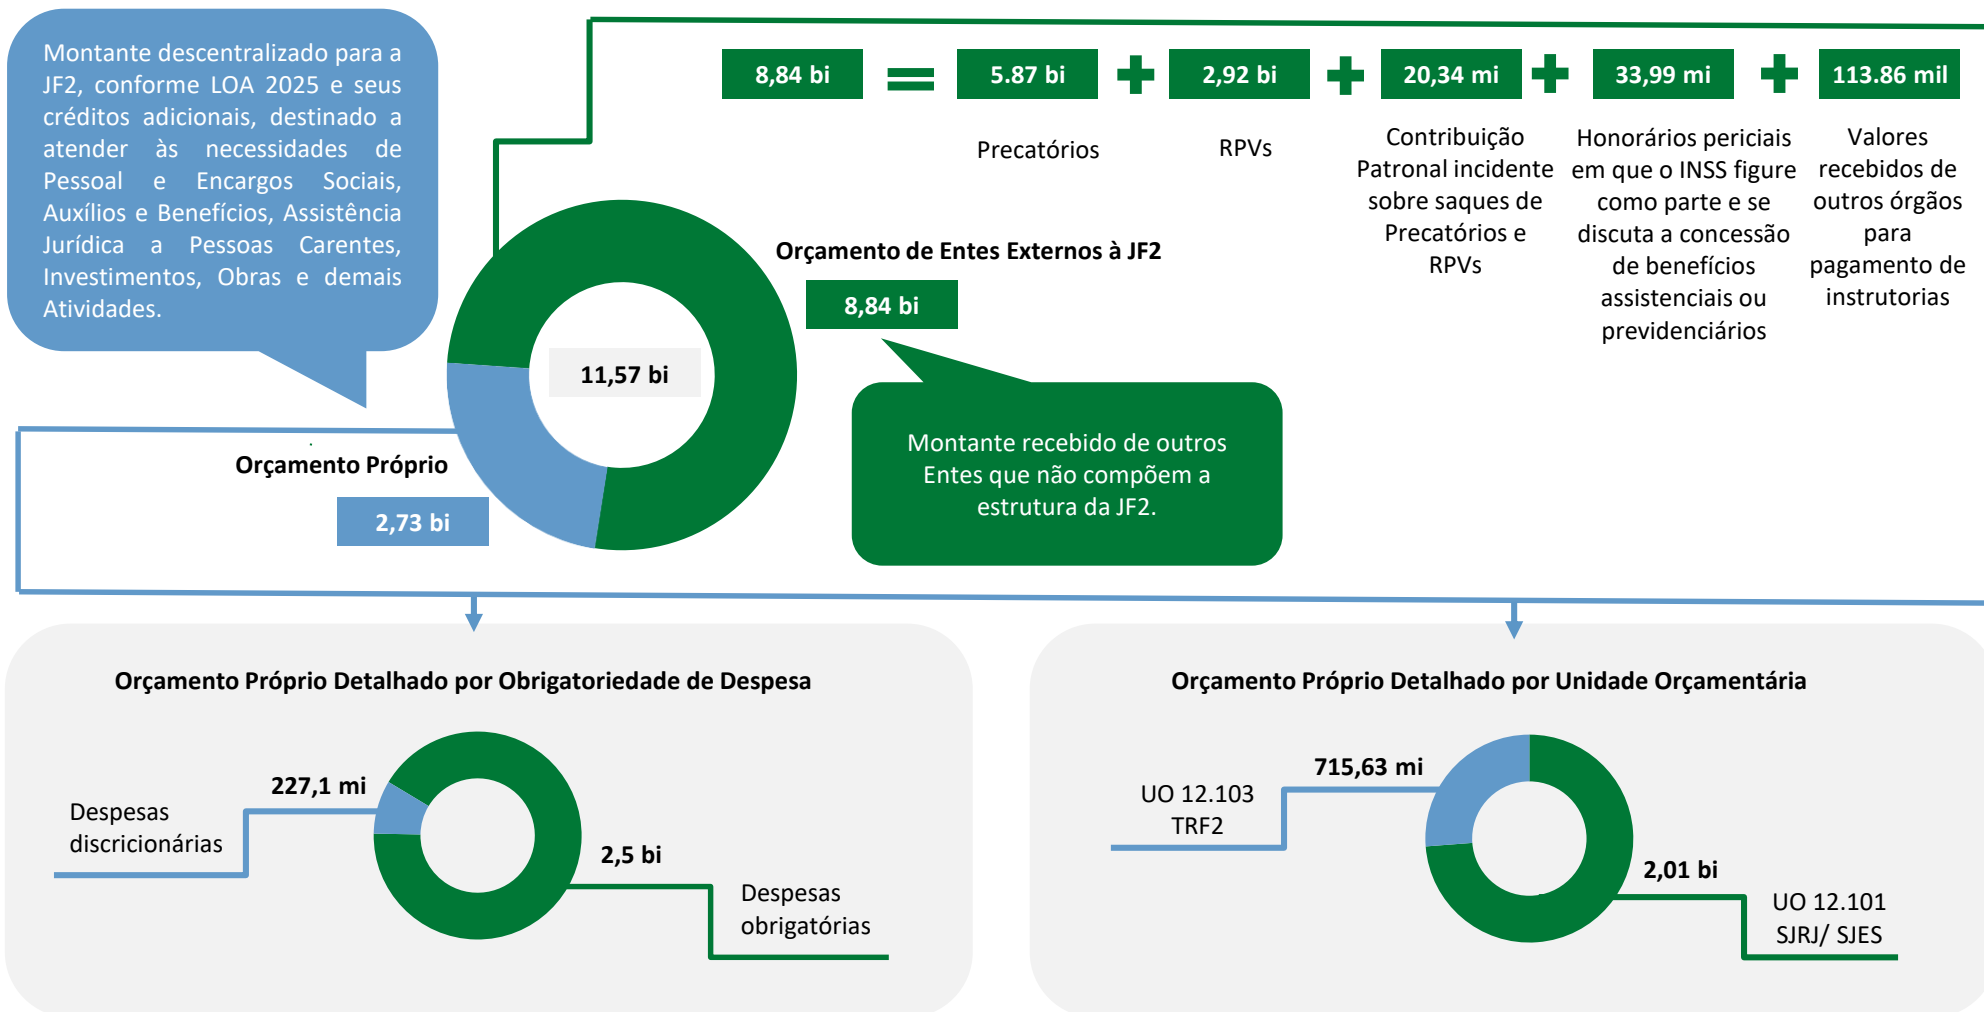 Montante descentralizado para a
JF2, conforme LOA 2025 e seus
créditos adicionais, destinado a
atender às necessidades de
Pessoal e Encargos Sociais,
Auxílios e Benefícios, Assistência
Jurídica a Pessoas Carentes,
Investimentos, Obras e demais
Atividades.
8,84 bi = 5.87 bi + 2,92 bi + 20,34 mi + 33,99 mi + 113.86 mil
Precatórios
RPVs
Contribuição
Patronal incidente
sobre saques de
Precatórios e
RPVs
Honorários periciais
em que o INSS figure
como parte e se
discuta a concessão
de benefícios
assistenciais ou
previdenciários
Valores
recebidos de
outros órgãos
para
pagamento de
instrutorias
Orçamento de Entes Externos à JF2
8,84 bi
11,57 bi
Montante recebido de outros
Entes que não compõem a
estrutura da JF2.
Orçamento Próprio
2,73 bi
Orçamento Próprio Detalhado por Obrigatoriedade de Despesa
227,1 mi
Despesas
discricionárias
2,5 bi
Despesas
obrigatórias
Orçamento Próprio Detalhado por Unidade Orçamentária
715,63 mi
UO 12.103
TRF2
2,01 bi
UO 12.101
SJRJ/ SJES